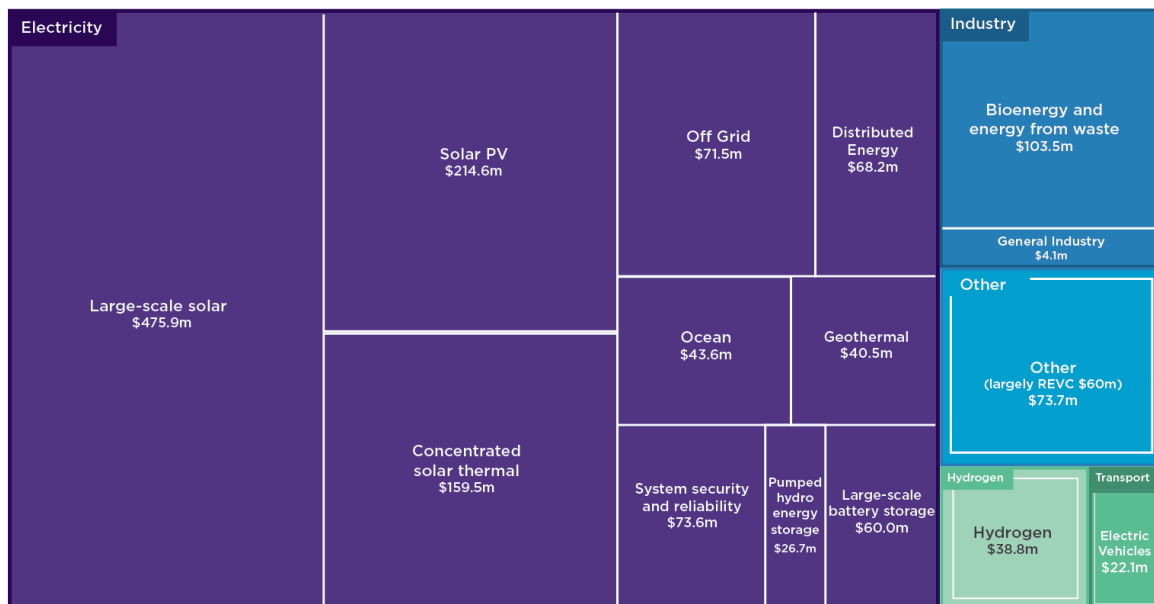 Electricity
Large-scale solar
$475.9m
Solar PV
$214.6m
Concentrated
solar thermal
$159.5m
Off Grid
$71.5m
Distributed
Energy
$68.2m
Ocean
$43.6m
Geothermal
$40.5m
System security
and reliability
$73.6m
Pumped
hydro
energy
storage
$26.7m
Large-scale
battery storage
$60.0m
Industry
Bioenergy and
energy from waste
$103.5m
General Industry
$4.1m
Other
Other
(largely REVC $60m)
$73.7m
Hydrogen
Hydrogen
$38.8m
Transport
Electric
Vehicles
$22.1m